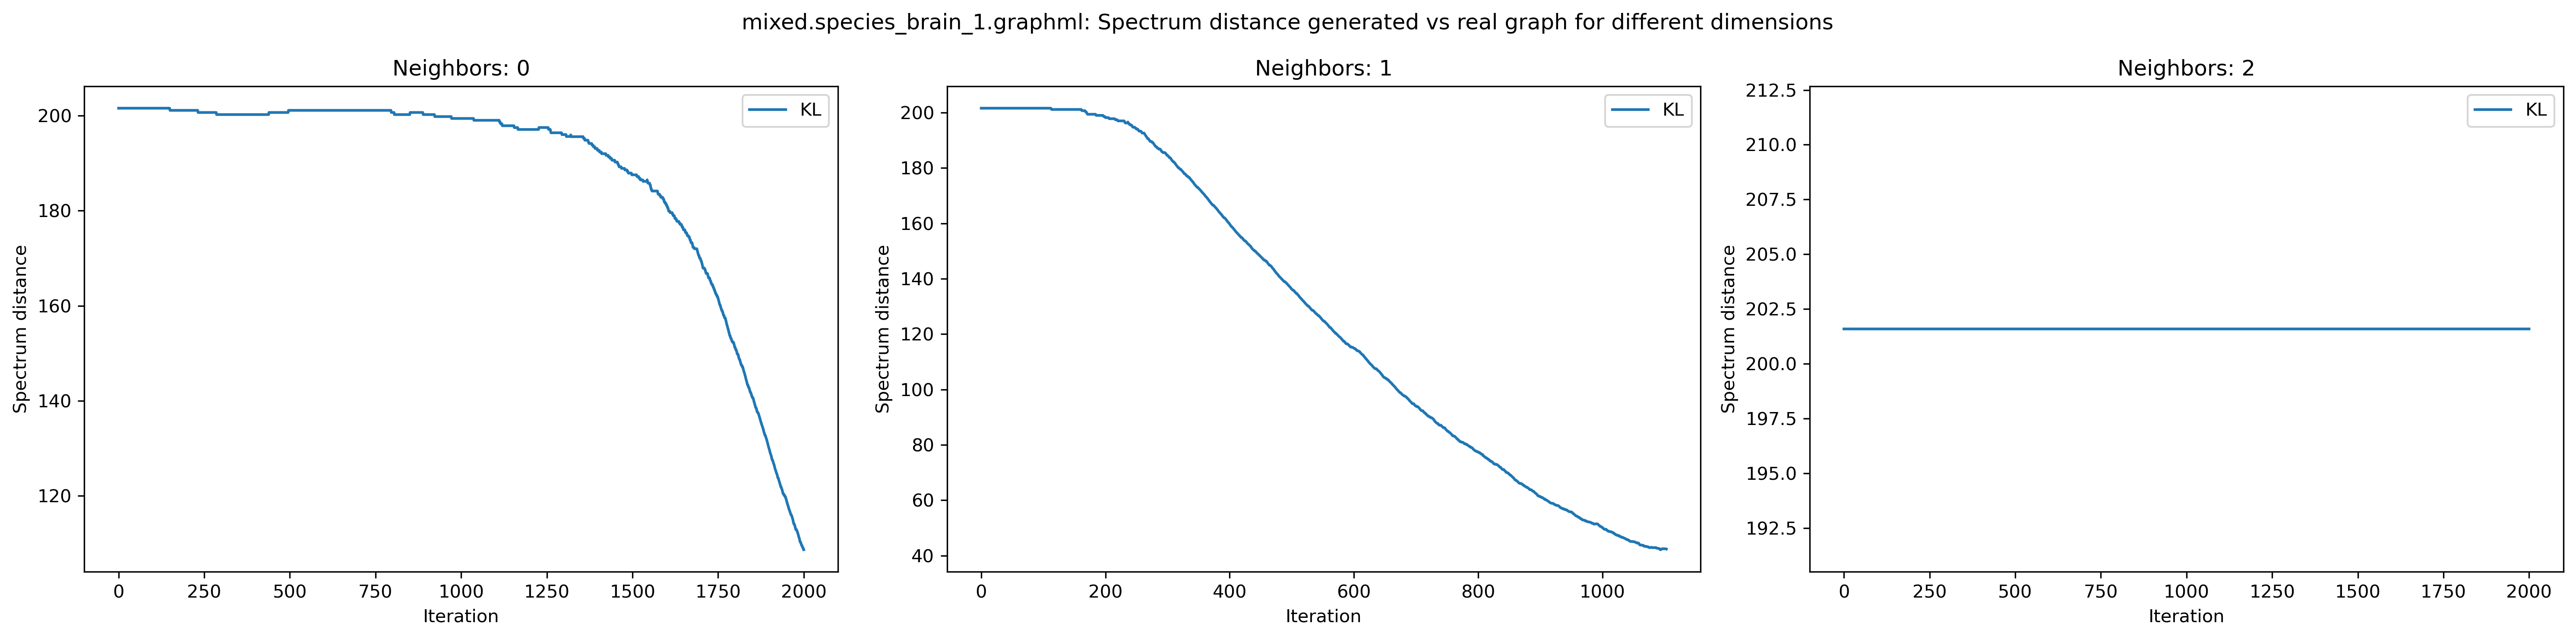 mixed.species_brain_1.graphml: Spectrum distance generated vs real graph for different dimensions
Neighbors: 0
KL
200
180
160
140
120
Spectrum distance
0 250 500 750 1000 1250 1500 1750 2000
Iteration
Neighbors: 1
KL
200
180
160
140
120
100
80
60
40
Spectrum distance
0 200 400 600 800 1000
Iteration
Neighbors: 2
KL
212.5
210.0
207.5
205.0
202.5
200.0
197.5
195.0
192.5
Spectrum distance
0 250 500 750 1000 1250 1500 1750 2000
Iteration